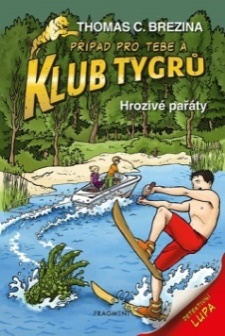 THOMAS C. BREZINA
PŘÍPAD PRO TEBE A
KLUB TYGRŮ
Hrozivé pařáty
DETEKTIVNÍ
LUPA
FRAGMENT